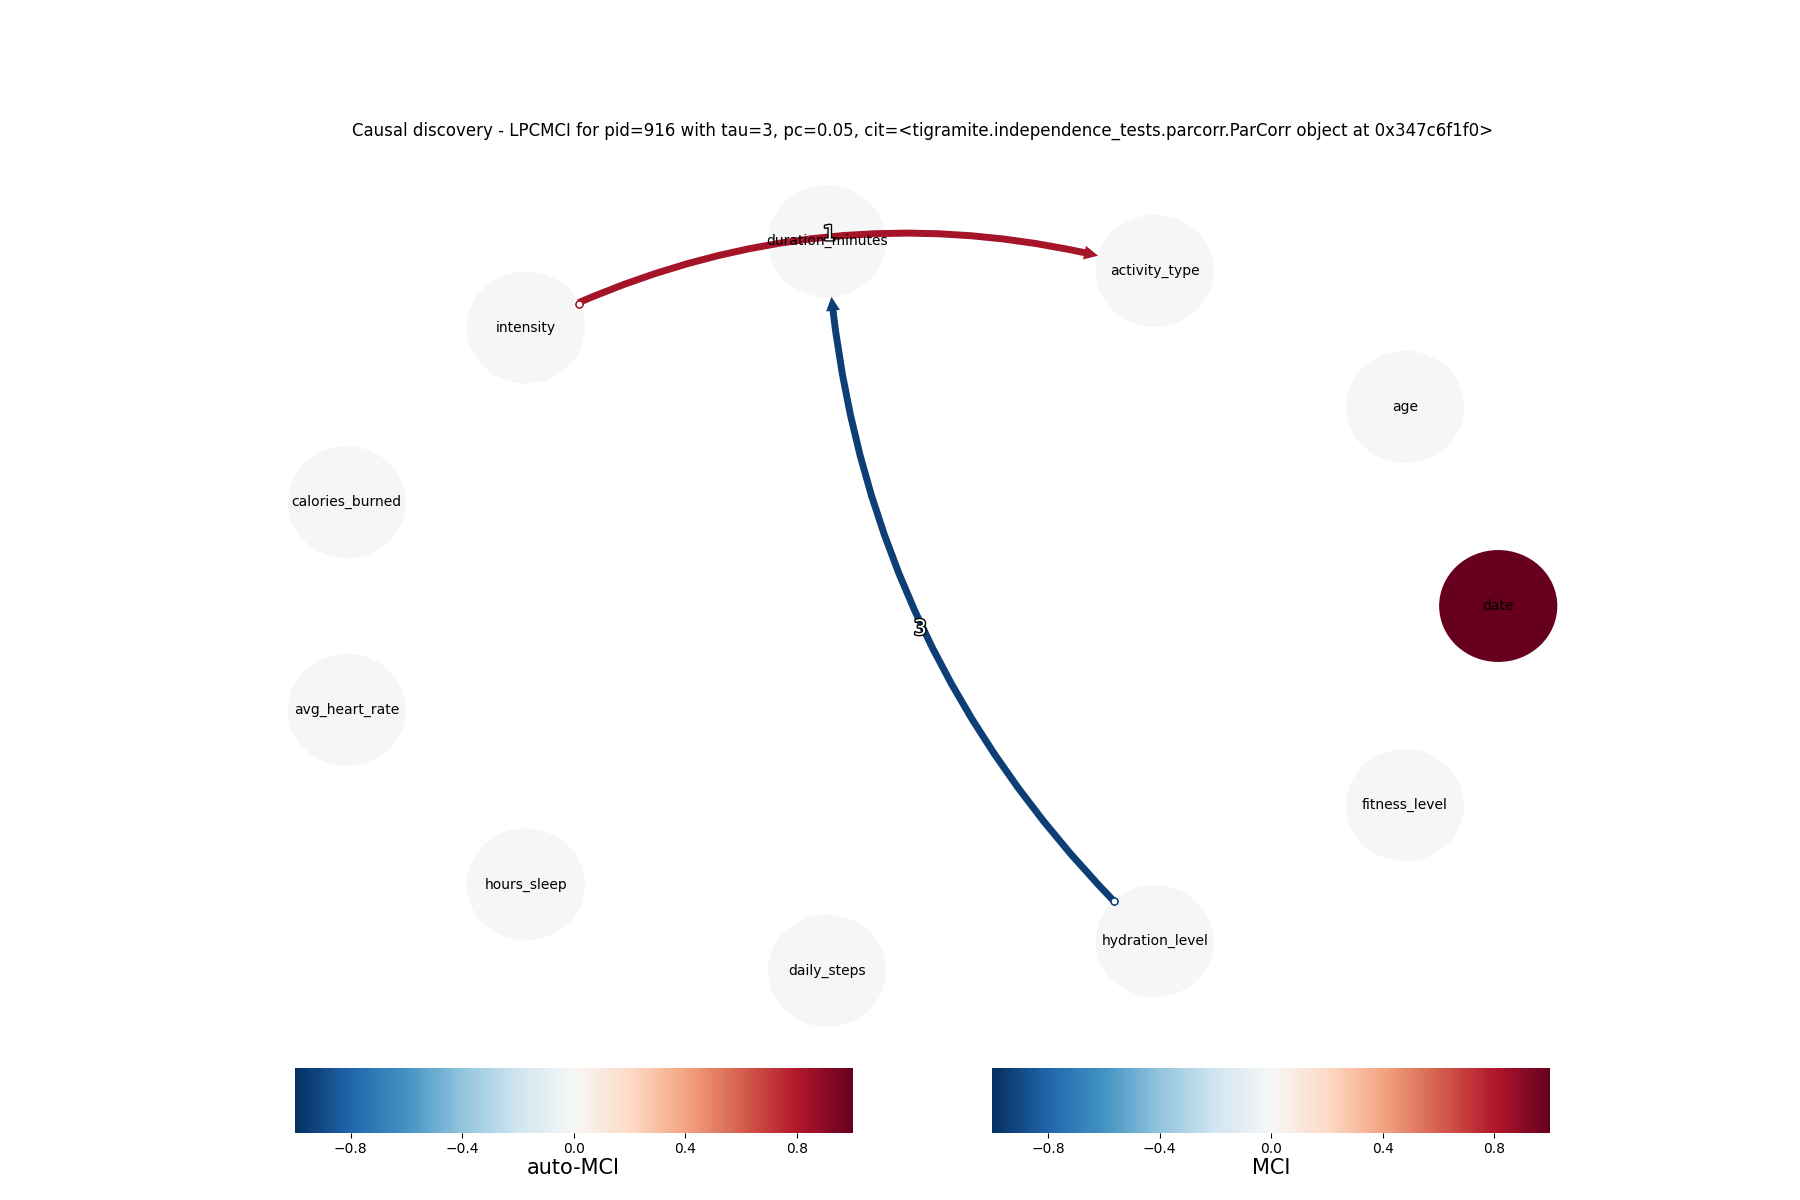 Causal discovery - LPCMCI for pid=916 with tau=3, pc=0.05, cit=<tigramite.independence_tests.parcorr.ParCorr object at 0x347c6f1f0>
1
duration_minutes
activity_type
intensity
age
calories_burned
date
3
avg_heart_rate
fitness_level
hours_sleep
hydration_level
daily_steps
−0.8 −0.4 0.0 0.4 0.8
auto-MCI
−0.8 −0.4 0.0 0.4 0.8
MCI